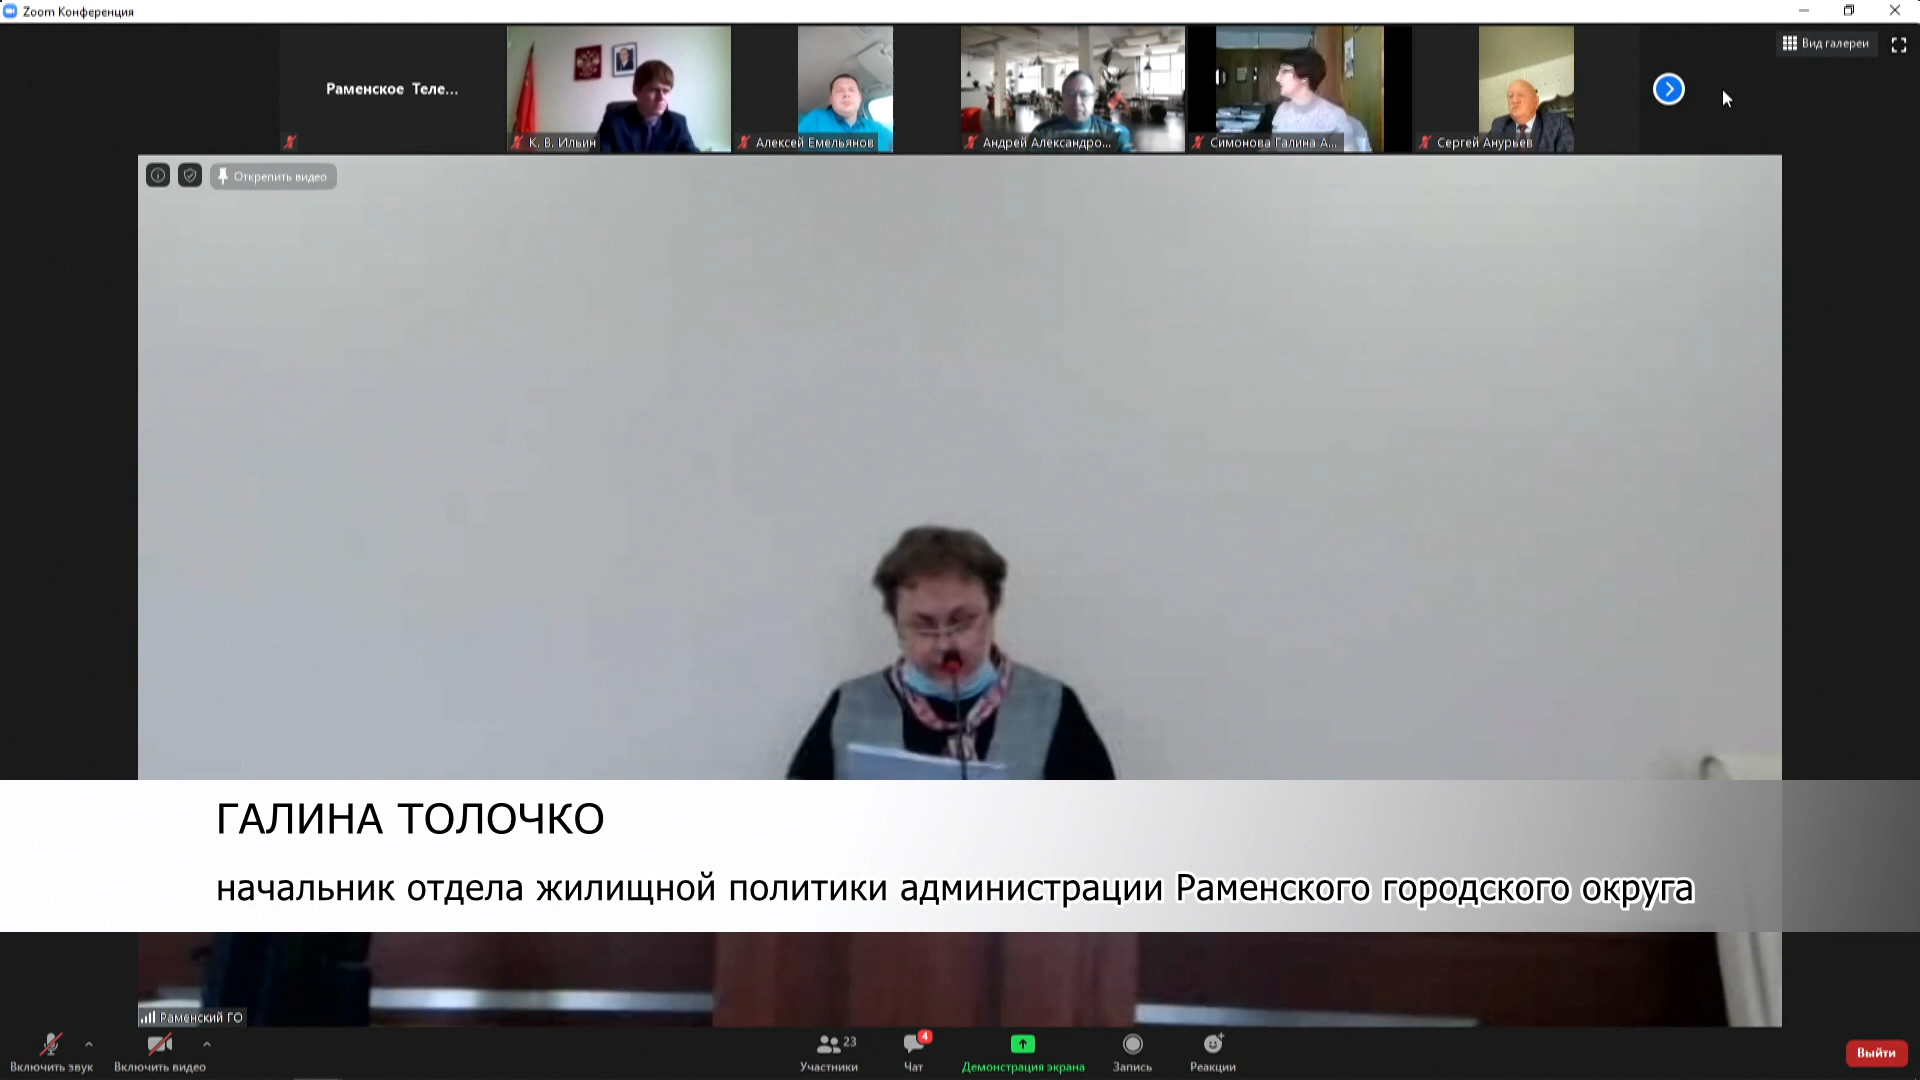 Zoom Конференция
Раменское Теле...
К. В. Ильин
Алексей Емельянов
Андрей Александро...
Симонова Галина А...
Сергей Анурьев
Вид галереи
Открепить видео
ГАЛИНА ТОЛОЧКО
начальник отдела жилищной политики администрации Раменского городского округа
Раменский ГО
Включить звук
Включить видео
23
Участники
4
Чат
Демонстрация экрана
Запись
Реакции
Выйти